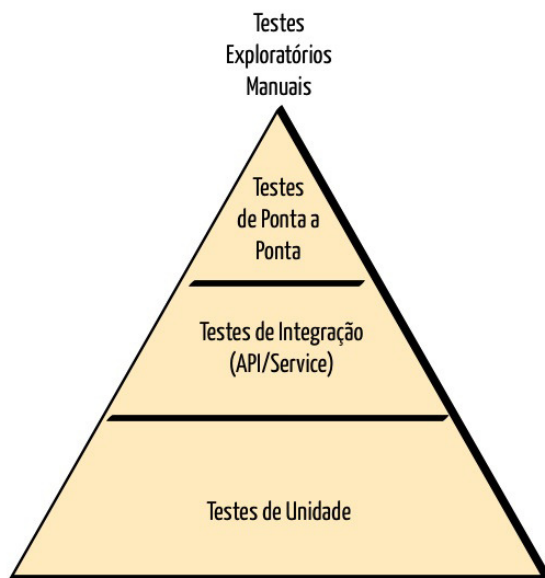 Testes
Exploratórios
Manuais
Testes
de Ponta a
Ponta
Testes de Integração
(API/Service)
Testes de Unidade